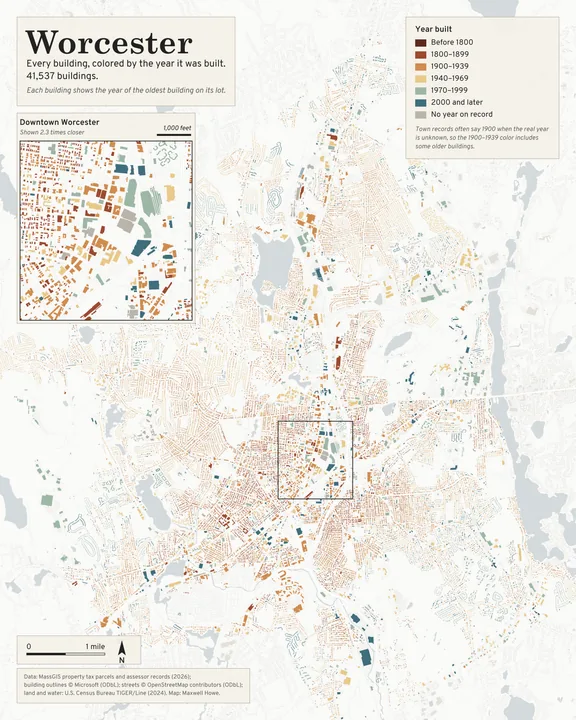 Worcester
Every building, colored by the year it was built.
41,537 buildings.
Each building shows the year of the oldest building on its lot.
Downtown Worcester
Shown 2.3 times closer
1,000 feet
Year built
Before 1800
1800–1899
1900–1939
1940–1969
1970–1999
2000 and later
No year on record
Town records often say 1900 when the real year
is unknown, so the 1900–1939 color includes
some older buildings.
0 1 mile
N
Data: MassGIS property tax parcels and assessor records (2026);
building outlines © Microsoft (ODbL); streets © OpenStreetMap contributors (ODbL);
land and water: U.S. Census Bureau TIGER/Line (2024). Map: Maxwell Howe.